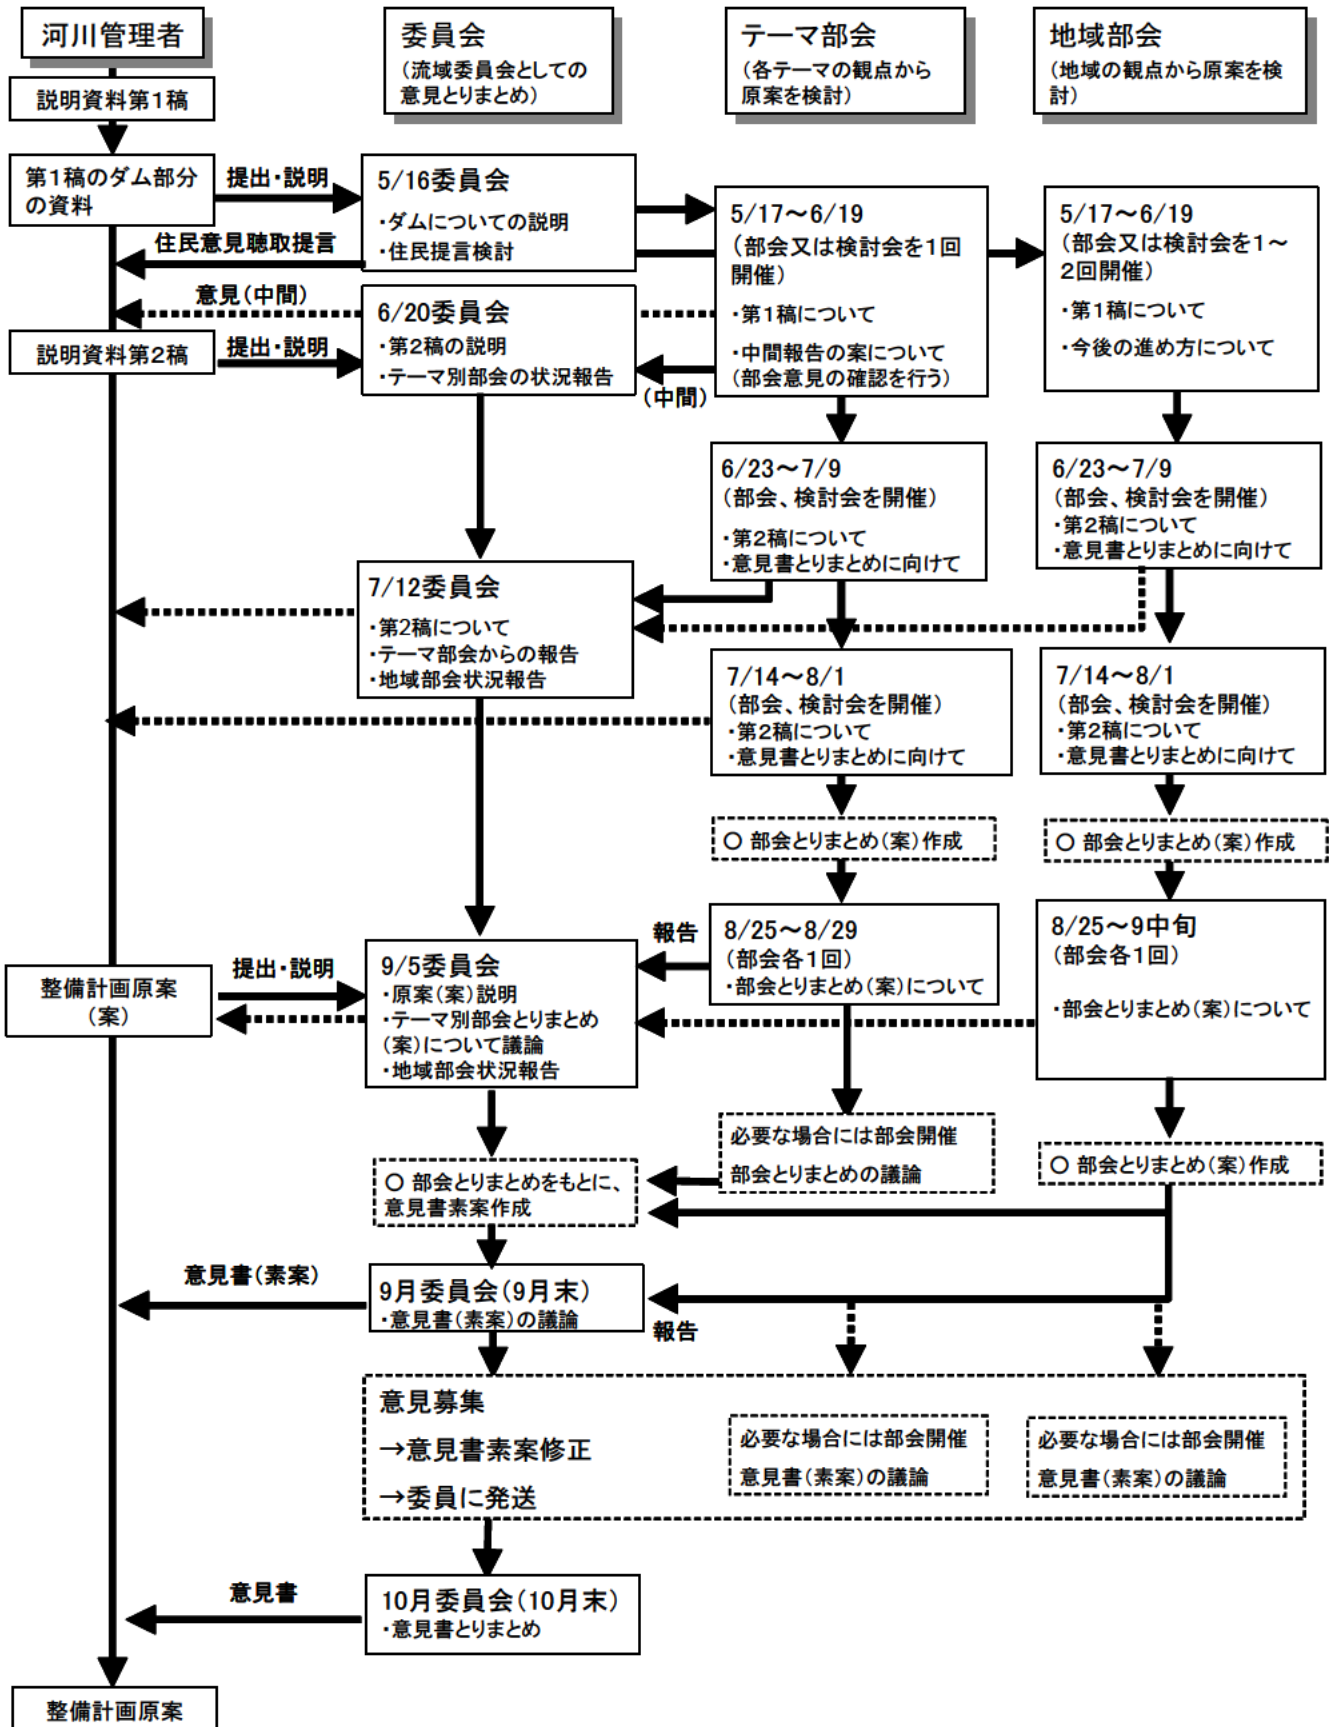 河川管理者
説明資料第1稿
第1稿のダム部分
の資料
提出・説明
住民意見聴取提言
意見(中間)
説明資料第2稿
提出・説明
整備計画原案
(案)
提出・説明
意見書(素案)
意見書
整備計画原案
委員会
(流域委員会としての
意見とりまとめ)
5/16委員会
・ダムについての説明
・住民提言検討
6/20委員会
・第2稿の説明
・テーマ別部会の状況報告
(中間)
7/12委員会
・第2稿について
・テーマ部会からの報告
・地域部会状況報告
9/5委員会
・原案(案)説明
・テーマ別部会とりまとめ
(案)について議論
・地域部会状況報告
報告
○ 部会とりまとめをもとに、
意見書素案作成
9月委員会(9月末)
・意見書(素案)の議論
報告
意見募集
→意見書素案修正
→委員に発送
10月委員会(10月末)
・意見書とりまとめ
テーマ部会
(各テーマの観点から
原案を検討)
5/17～6/19
(部会又は検討会を1回
開催)
・第1稿について
・中間報告の案について
(部会意見の確認を行う)
6/23～7/9
(部会、検討会を開催)
・第2稿について
・意見書とりまとめに向けて
7/14～8/1
(部会、検討会を開催)
・第2稿について
・意見書とりまとめに向けて
○ 部会とりまとめ(案)作成
8/25～8/29
(部会各1回)
・部会とりまとめ(案)について
必要な場合には部会開催
部会とりまとめの議論
必要な場合には部会開催
意見書(素案)の議論
地域部会
(地域の観点から原案を検
討)
5/17～6/19
(部会又は検討会を1～
2回開催)
・第1稿について
・今後の進め方について
6/23～7/9
(部会、検討会を開催)
・第2稿について
・意見書とりまとめに向けて
7/14～8/1
(部会、検討会を開催)
・第2稿について
・意見書とりまとめに向けて
○ 部会とりまとめ(案)作成
8/25～9中旬
(部会各1回)
・部会とりまとめ(案)について
○ 部会とりまとめ(案)作成
必要な場合には部会開催
意見書(素案)の議論